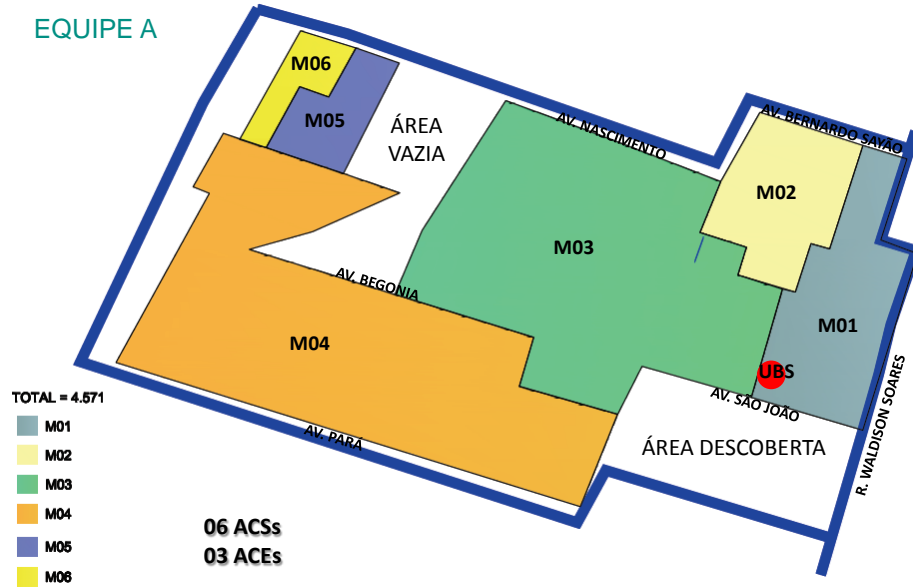 EQUIPE A
M06
M05
ÁREA
VAZIA
AV. NASCIMENTO
AV. BERNARDO SAYÃO
M02
M03
AV. BEGONIA
M01
M04
UBS
AV. SÃO JOÃO
R. WALDISON SOARES
AV. PARÁ
ÁREA DESCOBERTA
TOTAL = 4.571
M01
M02
M03
M04
M05
M06
06 ACSs
03 ACEs